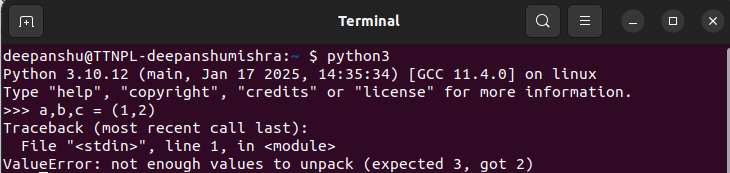 Terminal
deepanshu@TTNPL-deepanshumishra:~ $ python3
Python 3.10.12 (main, Jan 17 2025, 14:35:34) [GCC 11.4.0] on linux
Type "help", "copyright", "credits" or "license" for more information.
>>> a,b,c = (1,2)
Traceback (most recent call last):
  File "<stdin>", line 1, in <module>
ValueError: not enough values to unpack (expected 3, got 2)